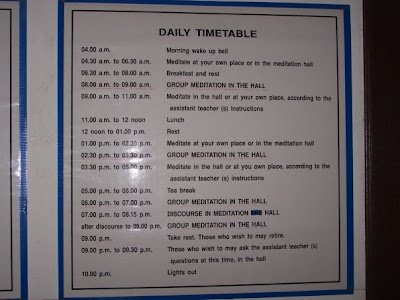 DAILY TIMETABLE
04.00 a.m. Morning wake up bell
04.30 a.m. to 06.30 a.m. Meditate at your own place or in the meditation hall
06.30 a.m. to 08.00 a.m. Breakfast and rest
08.00 a.m. to 09.00 a.m. GROUP MEDITATION IN THE HALL
09.00 a.m. to 11.00 a.m. Meditate in the hall or at your own place, according to the
assistant teacher (s) instructions
11.00 a.m. to 12 noon Lunch
12 noon to 01.00 p.m. Rest
01.00 p.m. to 02.30 p.m. Meditate at your own place or in the meditation hall
02.30 p.m. to 03.30 p.m. GROUP MEDITATION IN THE HALL
03.30 p.m. to 05.00 p.m. Meditate in the hall or at you own place, according to the
assistant teacher (s) instructions
05.00 p.m. to 06.00 p.m. Tea break
06.00 p.m. to 07.00 p.m. GROUP MEDITATION IN THE HALL
07.00 p.m. to 08.15 p.m. DISCOURSE IN MEDITATION HALL
after discourse to 09.00 p.m. GROUP MEDITATION IN THE HALL
09.00 p.m. Take rest. Those who wish to may retire.
09.00 p.m. to 09.30 p.m. Those who wish to may ask the assistant teacher (s)
questions at this time, in the hall
10.00 p.m. Lights out